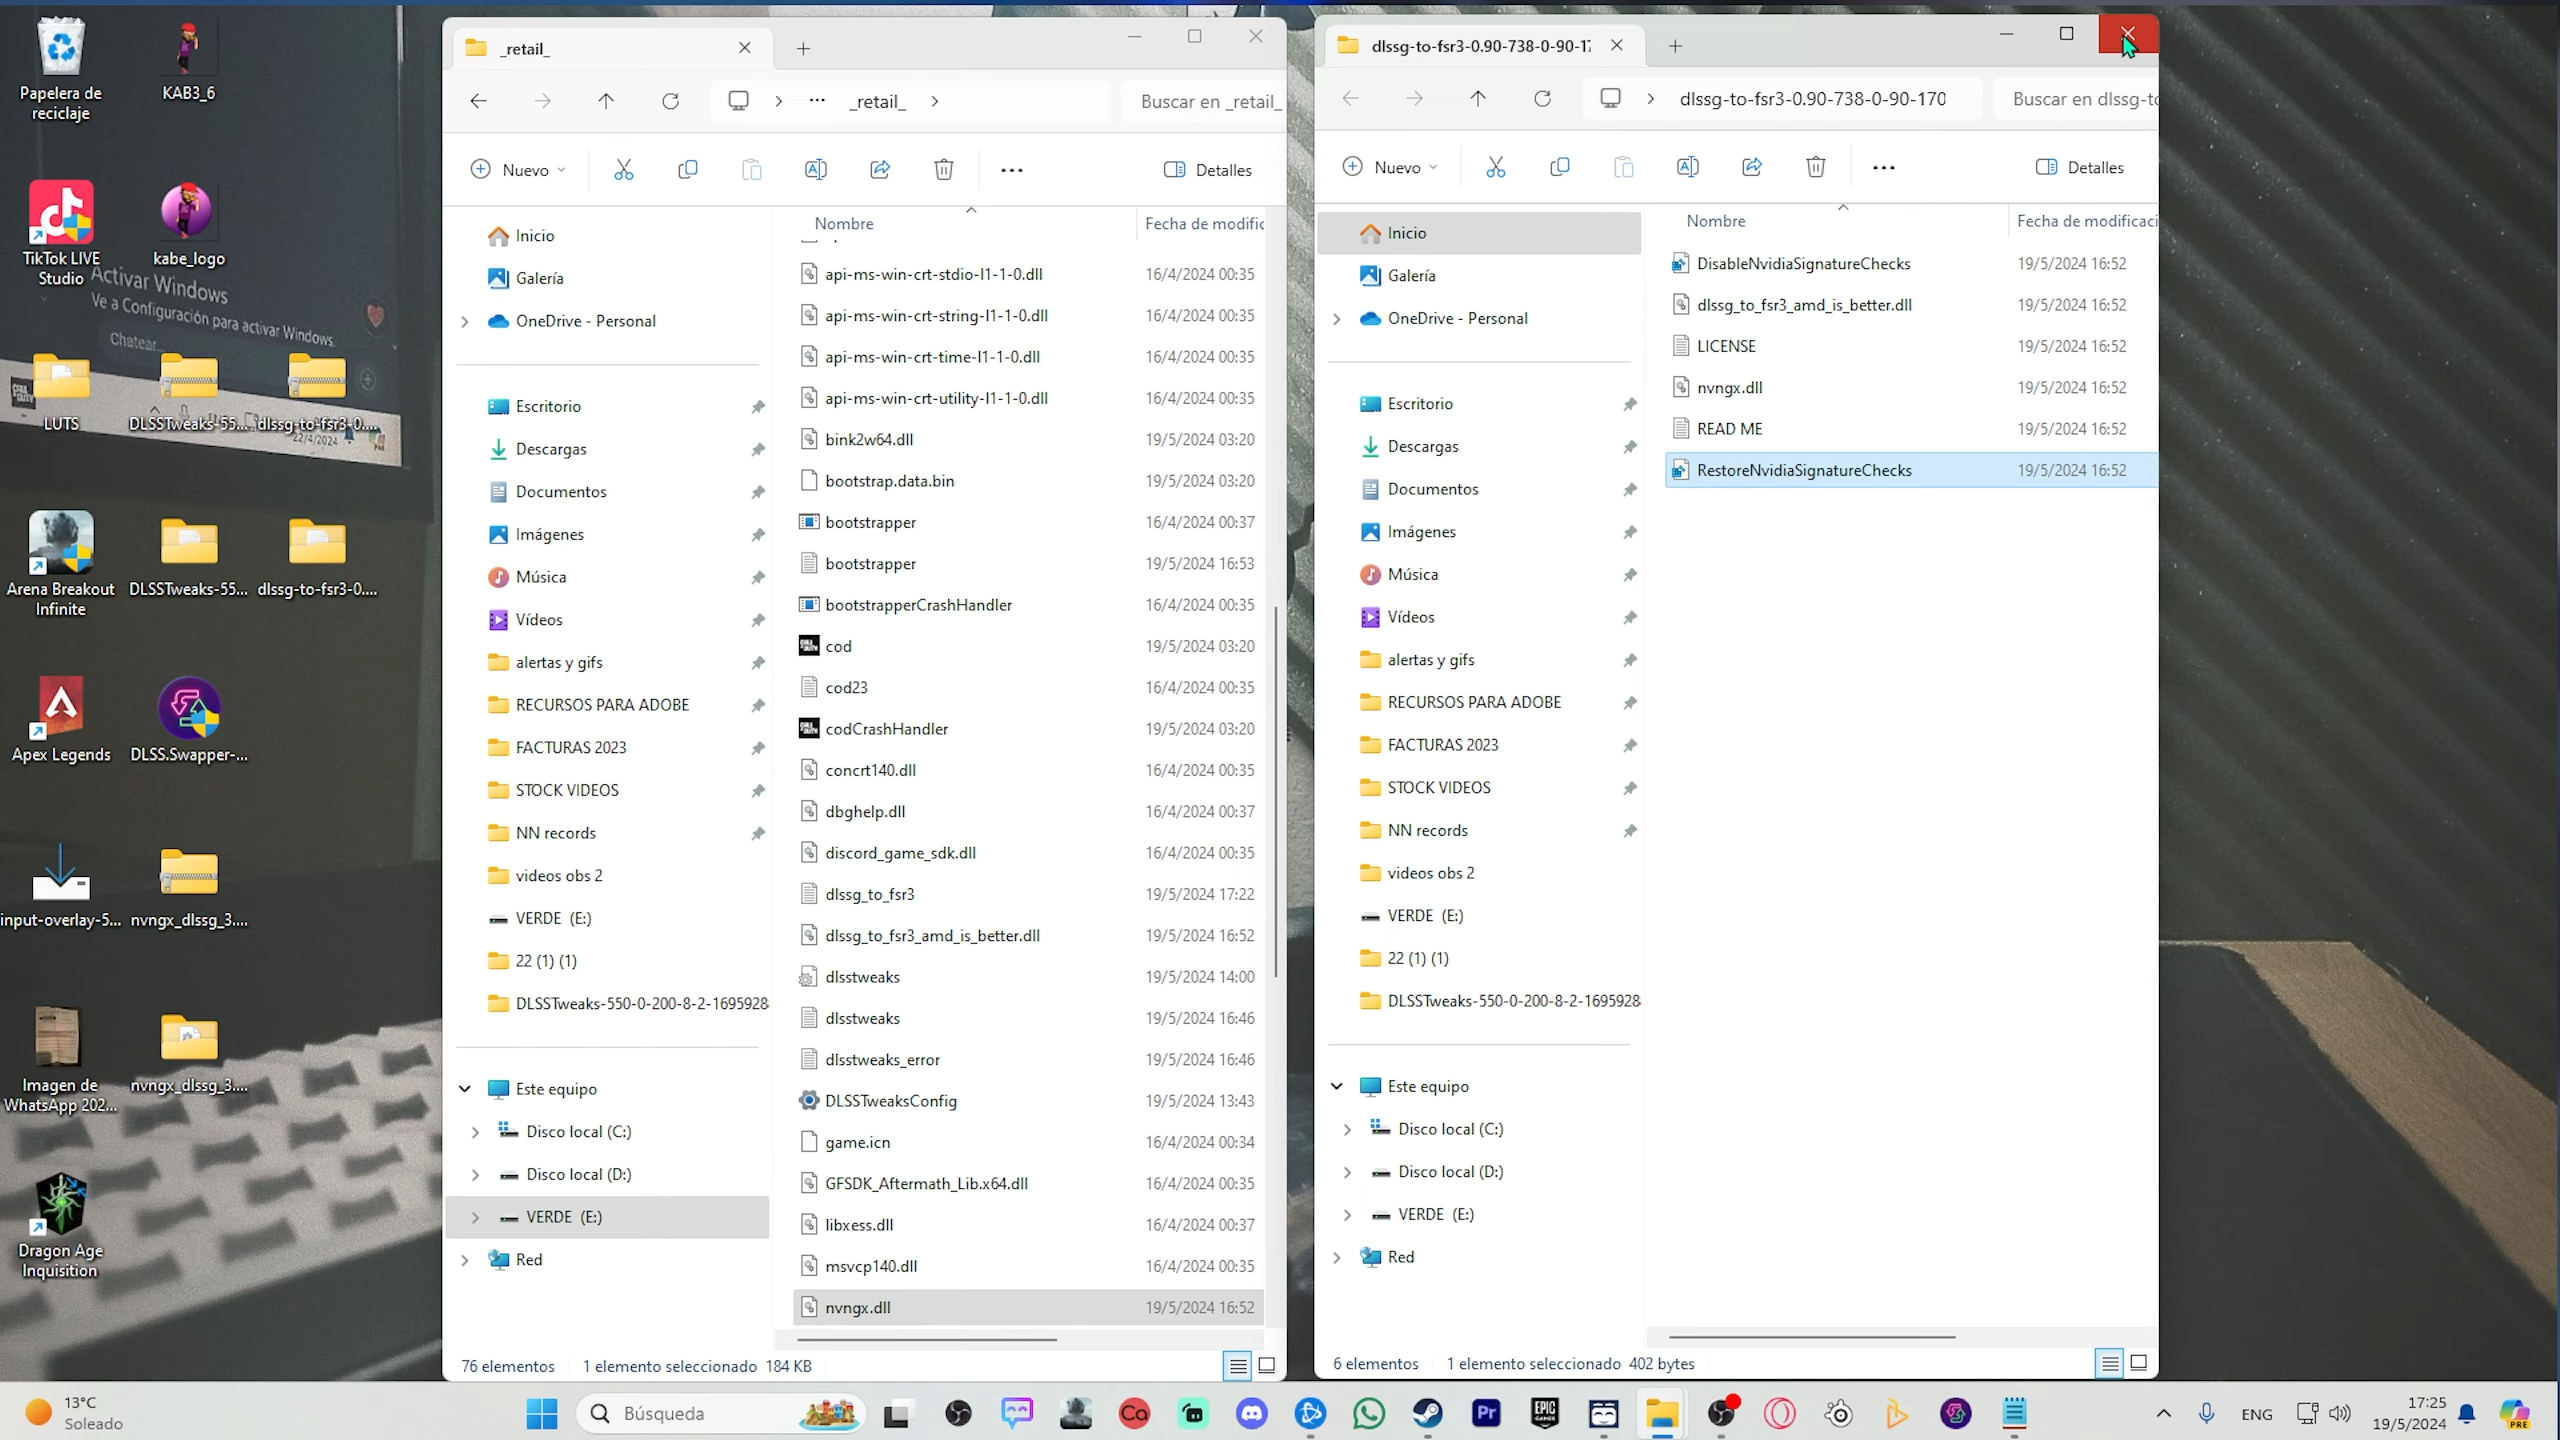 Papelera de
reciclaje
KAB3_6
TikTok LIVE
Studio
kabe_logo
Activar Windows
Ve a Configuración para activar Windows.
Chatear...
LUTS
DLSSTweaks-55...
dlssg-to-fsr3-0....
22/4/2024
Arena Breakout
Infinite
DLSSTweaks-55...
dlssg-to-fsr3-0....
Apex Legends
DLSS.Swapper-...
input-overlay-5...
nvngx_dlssg_3....
Imagen de
WhatsApp 202...
nvngx_dlssg_3....
Dragon Age
Inquisition
_retail_
... _retail_
Buscar en _retail_
Nuevo
Detalles
Inicio
Galería
OneDrive - Personal
Escritorio
Descargas
Documentos
Imágenes
Música
Vídeos
alertas y gifs
RECURSOS PARA ADOBE
FACTURAS 2023
STOCK VIDEOS
NN records
videos obs 2
VERDE (E:)
22 (1) (1)
DLSSTweaks-550-0-200-8-2-1695928
Este equipo
Disco local (C:)
Disco local (D:)
VERDE (E:)
Red
Nombre Fecha de modific
api-ms-win-crt-stdio-l1-1-0.dll 16/4/2024 00:35
api-ms-win-crt-string-l1-1-0.dll 16/4/2024 00:35
api-ms-win-crt-time-l1-1-0.dll 16/4/2024 00:35
api-ms-win-crt-utility-l1-1-0.dll 16/4/2024 00:35
bink2w64.dll 19/5/2024 03:20
bootstrap.data.bin 19/5/2024 03:20
bootstrapper 16/4/2024 00:37
bootstrapper 19/5/2024 16:53
bootstrapperCrashHandler 16/4/2024 00:35
cod 19/5/2024 03:20
cod23 16/4/2024 00:35
codCrashHandler 19/5/2024 03:20
concrt140.dll 16/4/2024 00:35
dbghelp.dll 16/4/2024 00:37
discord_game_sdk.dll 16/4/2024 00:35
dlssg_to_fsr3 19/5/2024 17:22
dlssg_to_fsr3_amd_is_better.dll 19/5/2024 16:52
dlsstweaks 19/5/2024 14:00
dlsstweaks 19/5/2024 16:46
dlsstweaks_error 19/5/2024 16:46
DLSSTweaksConfig 19/5/2024 13:43
game.icn 16/4/2024 00:34
GFSDK_Aftermath_Lib.x64.dll 16/4/2024 00:35
libxess.dll 16/4/2024 00:37
msvcp140.dll 16/4/2024 00:35
nvngx.dll 19/5/2024 16:52
76 elementos 1 elemento seleccionado 184 KB
dlssg-to-fsr3-0.90-738-0-90-17
dlssg-to-fsr3-0.90-738-0-90-170
Buscar en dlssg-to
Nuevo
Detalles
Inicio
Galería
OneDrive - Personal
Escritorio
Descargas
Documentos
Imágenes
Música
Vídeos
alertas y gifs
RECURSOS PARA ADOBE
FACTURAS 2023
STOCK VIDEOS
NN records
videos obs 2
VERDE (E:)
22 (1) (1)
DLSSTweaks-550-0-200-8-2-1695928
Este equipo
Disco local (C:)
Disco local (D:)
VERDE (E:)
Red
Nombre Fecha de modificaci
DisableNvidiaSignatureChecks 19/5/2024 16:52
dlssg_to_fsr3_amd_is_better.dll 19/5/2024 16:52
LICENSE 19/5/2024 16:52
nvngx.dll 19/5/2024 16:52
READ ME 19/5/2024 16:52
RestoreNvidiaSignatureChecks 19/5/2024 16:52
6 elementos 1 elemento seleccionado 402 bytes
13°C
Soleado
Búsqueda
Ca
Pr
EPIC
GAMES
ENG
17:25
19/5/2024
PRE